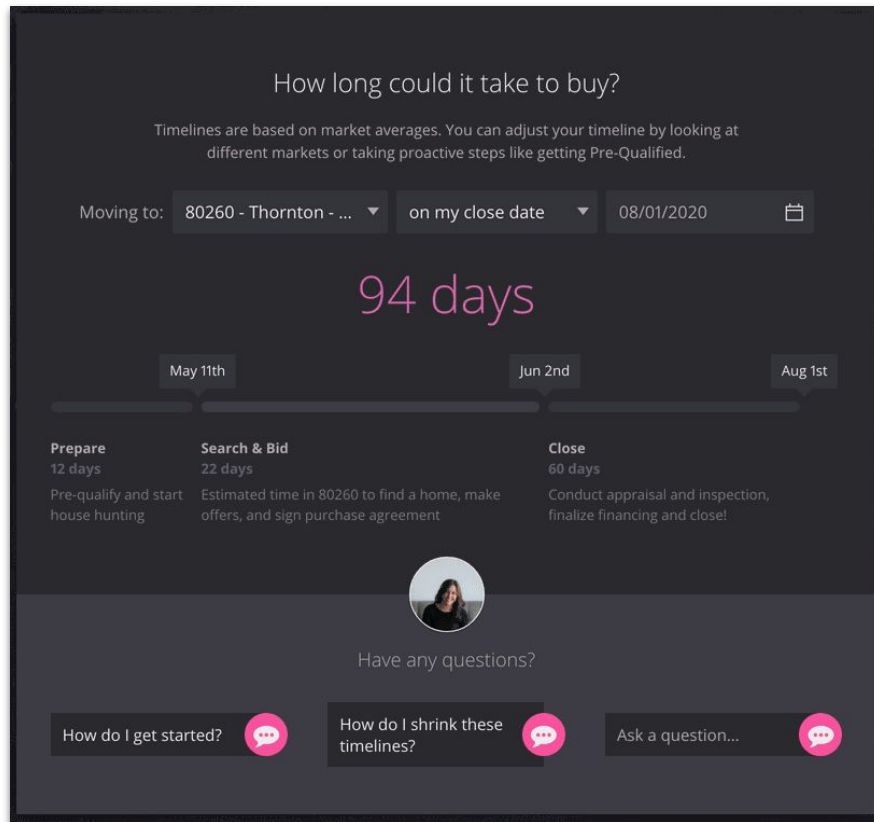 How long could it take to buy?
Timelines are based on market averages. You can adjust your timeline by looking at
different markets or taking proactive steps like getting Pre-Qualified.
Moving to: 80260 - Thornton - ... on my close date 08/01/2020
94 days
May 11th Jun 2nd Aug 1st
Prepare
12 days
Pre-qualify and start
house hunting
Search & Bid
22 days
Estimated time in 80260 to find a home, make
offers, and sign purchase agreement
Close
60 days
Conduct appraisal and inspection,
finalize financing and close!
Have any questions?
How do I get started?
How do I shrink these
timelines?
Ask a question...